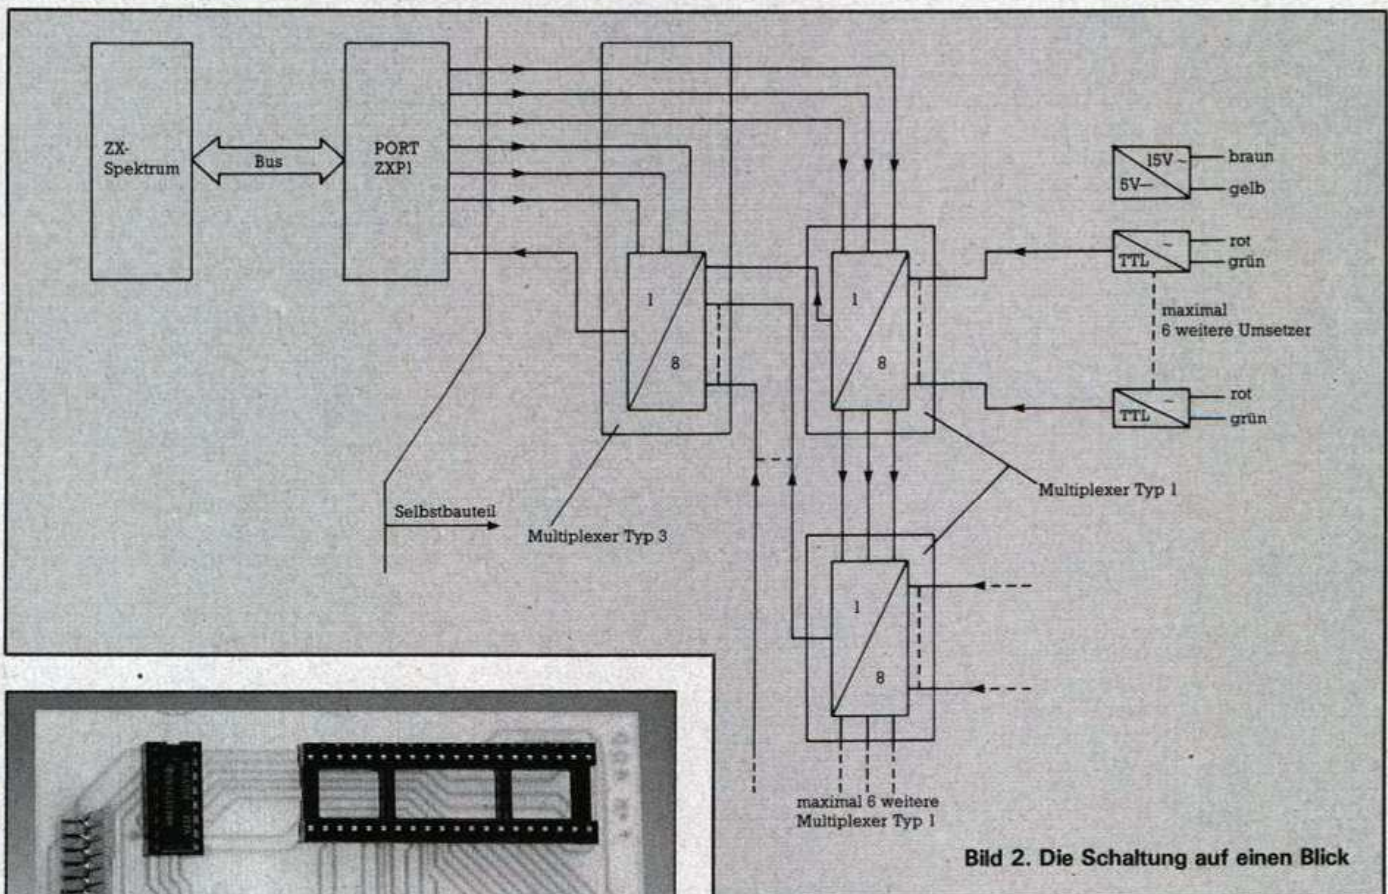 ZX-
Spektrum
Bus
PORT
ZXP1
15V ~
5V—
braun
gelb
~
TTL
rot
grün
maximal
6 weitere Umsetzer
~
TTL
rot
grün
1
8
1
8
Selbstbauteil
Multiplexer Typ 3
Multiplexer Typ 1
1
8
maximal 6 weitere
Multiplexer Typ 1
Bild 2. Die Schaltung auf einen Blick